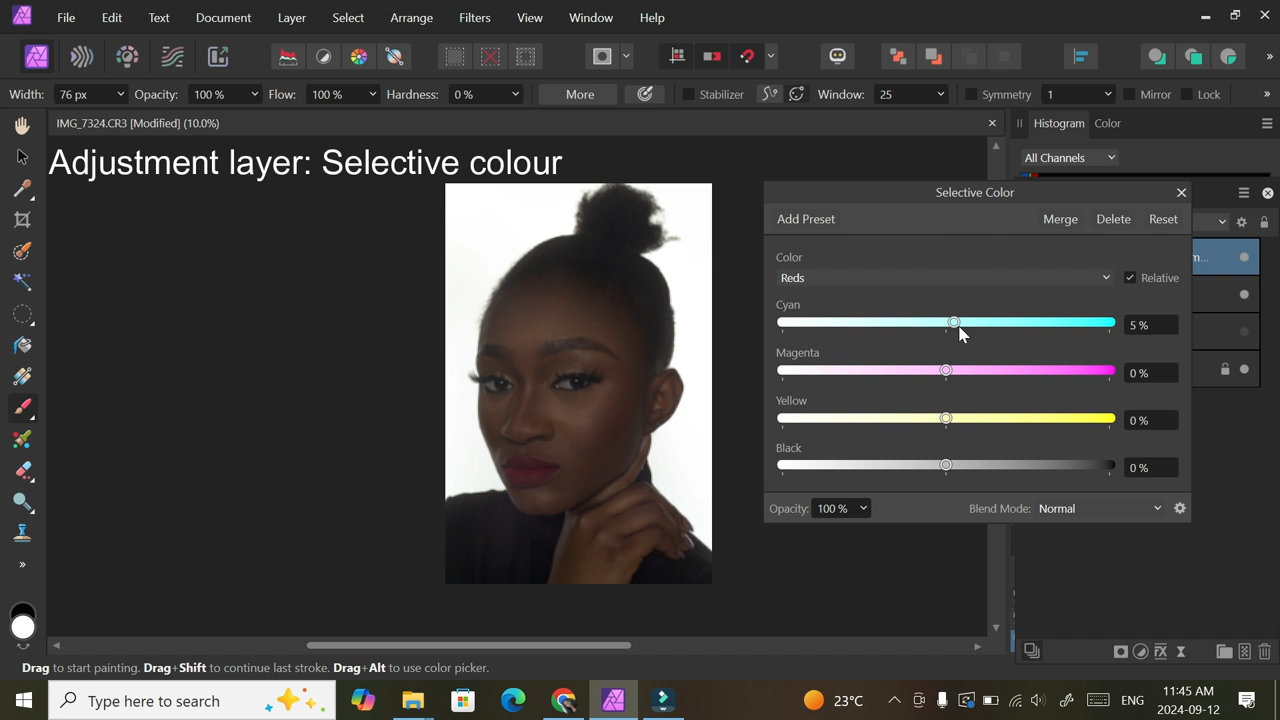 File Edit Text Document Layer Select Arrange Filters View Window Help
Width: 76 px Opacity: 100 % Flow: 100 % Hardness: 0 % More Stabilizer Window: 25 Symmetry 1 Mirror Lock »
IMG_7324.CR3 [Modified] (10.0%)
Histogram Color
Adjustment layer: Selective colour
All Channels
Selective Color
Add Preset Merge Delete Reset
Color
Reds Relative
Cyan
5 %
Magenta
0 %
Yellow
0 %
Black
0 %
Opacity: 100 % Blend Mode: Normal
Drag to start painting. Drag+Shift to continue last stroke. Drag+Alt to use color picker.
Type here to search
23°C ENG
1:45 AM
2024-09-12